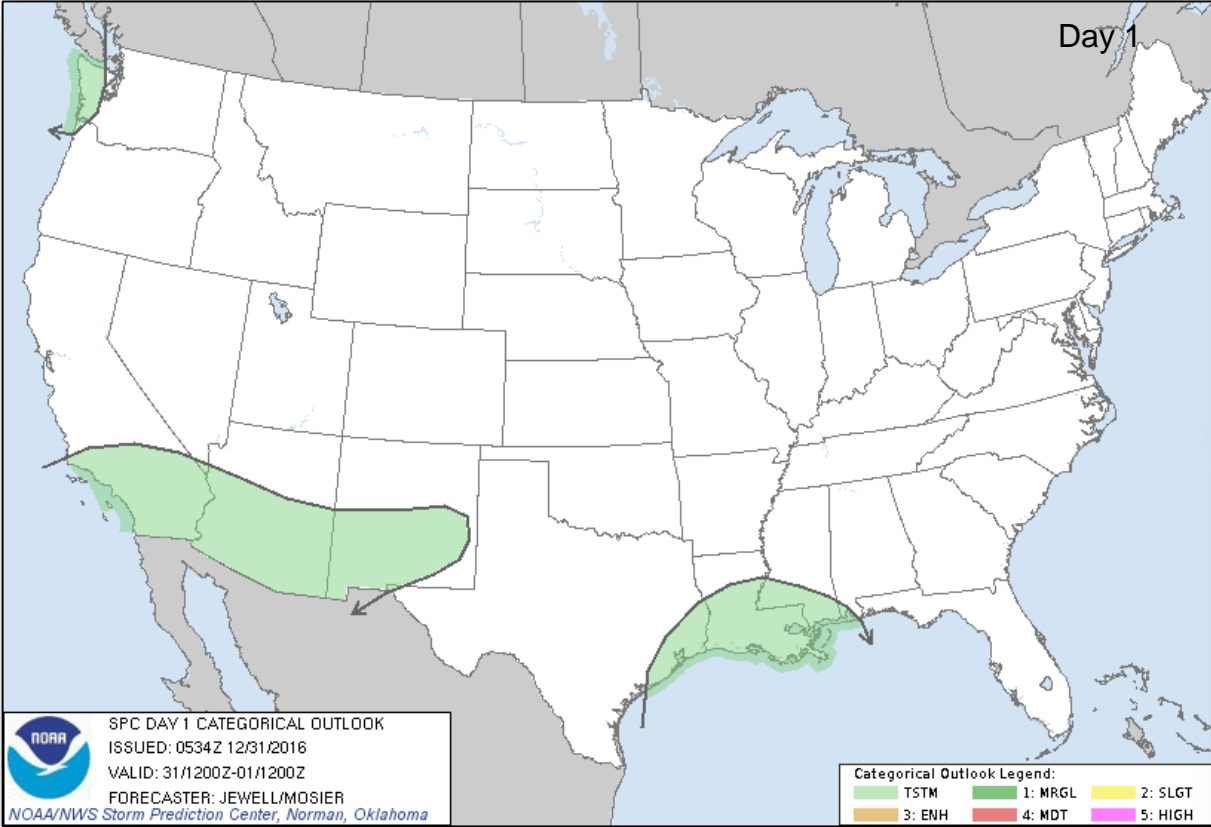 Day 1
NOAA
SPC DAY 1 CATEGORICAL OUTLOOK
ISSUED: 0534Z 12/31/2016
VALID: 31/1200Z-01/1200Z
FORECASTER: JEWELL/MOSIER
NOAA/NWS Storm Prediction Center, Norman, Oklahoma
Categorical Outlook Legend:
TSTM 1: MRGL 2: SLGT
3: ENH 4: MDT 5: HIGH